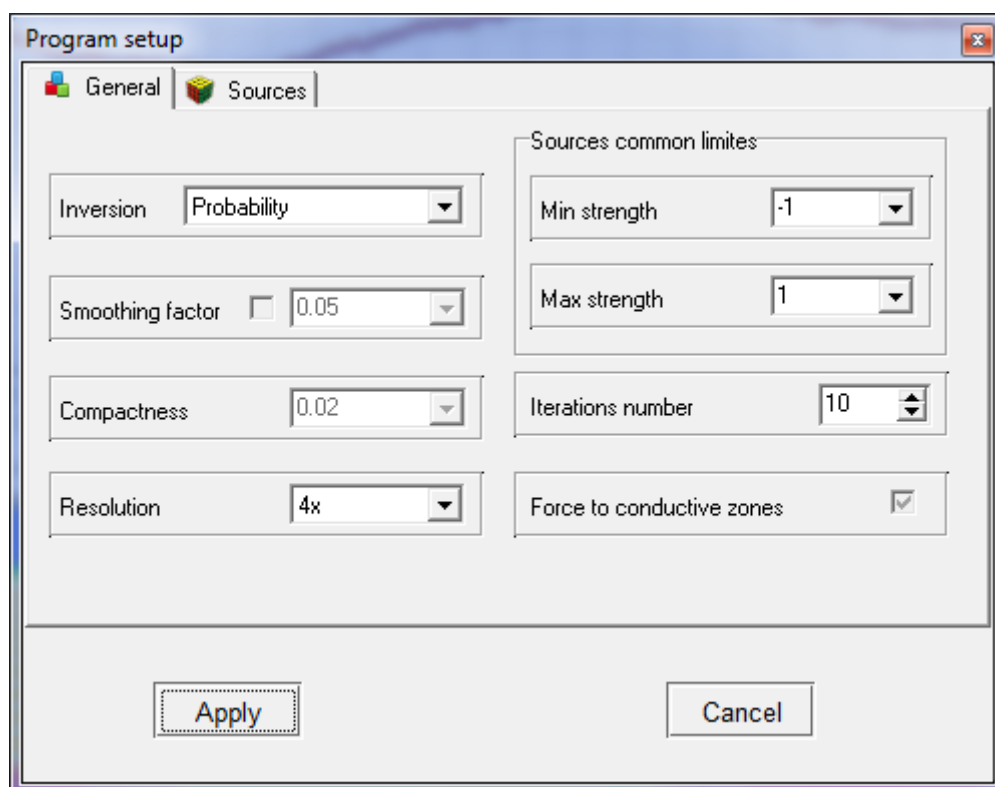 Program setup
General
Sources
Inversion
Probability
Smoothing factor
0.05
Compactness
0.02
Resolution
4x
Sources common limites
Min strength
-1
Max strength
1
Iterations number
10
Force to conductive zones
Apply
Cancel